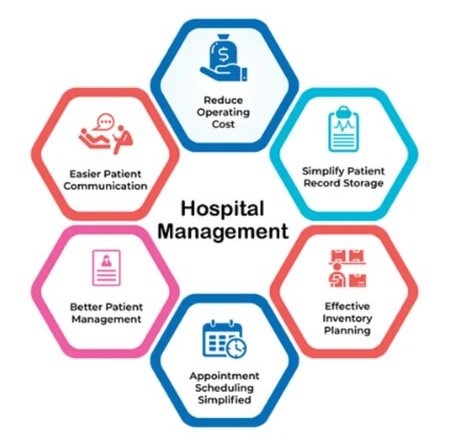 Reduce
Operating
Cost
Easier Patient
Communication
Simplify Patient
Record Storage
Hospital
Management
Better Patient
Management
Effective
Inventory
Planning
Appointment
Scheduling
Simplified